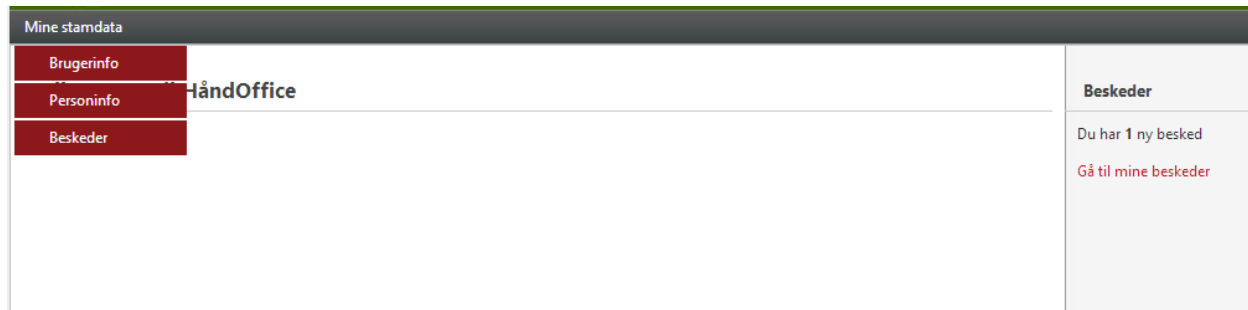 Mine stamdata
Brugerinfo
Personinfo
Beskeder
HåndOffice
Beskeder
Du har 1 ny besked
Gå til mine beskeder